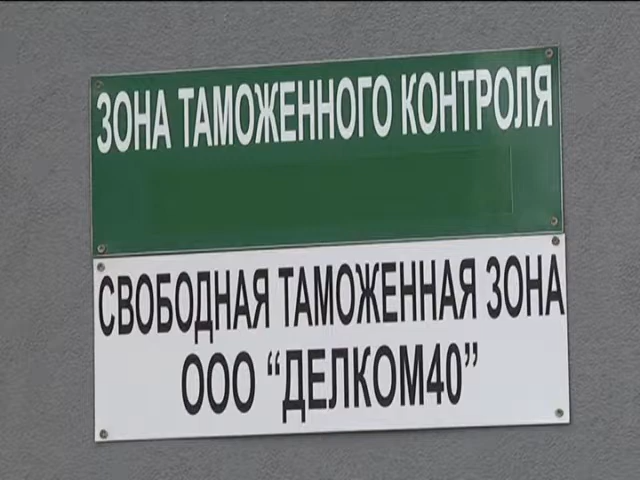 ЗОНА ТАМОЖЕННОГО КОНТРОЛЯ
СВОБОДНАЯ ТАМОЖЕННАЯ ЗОНА
ООО “ДЕЛКОМ40”